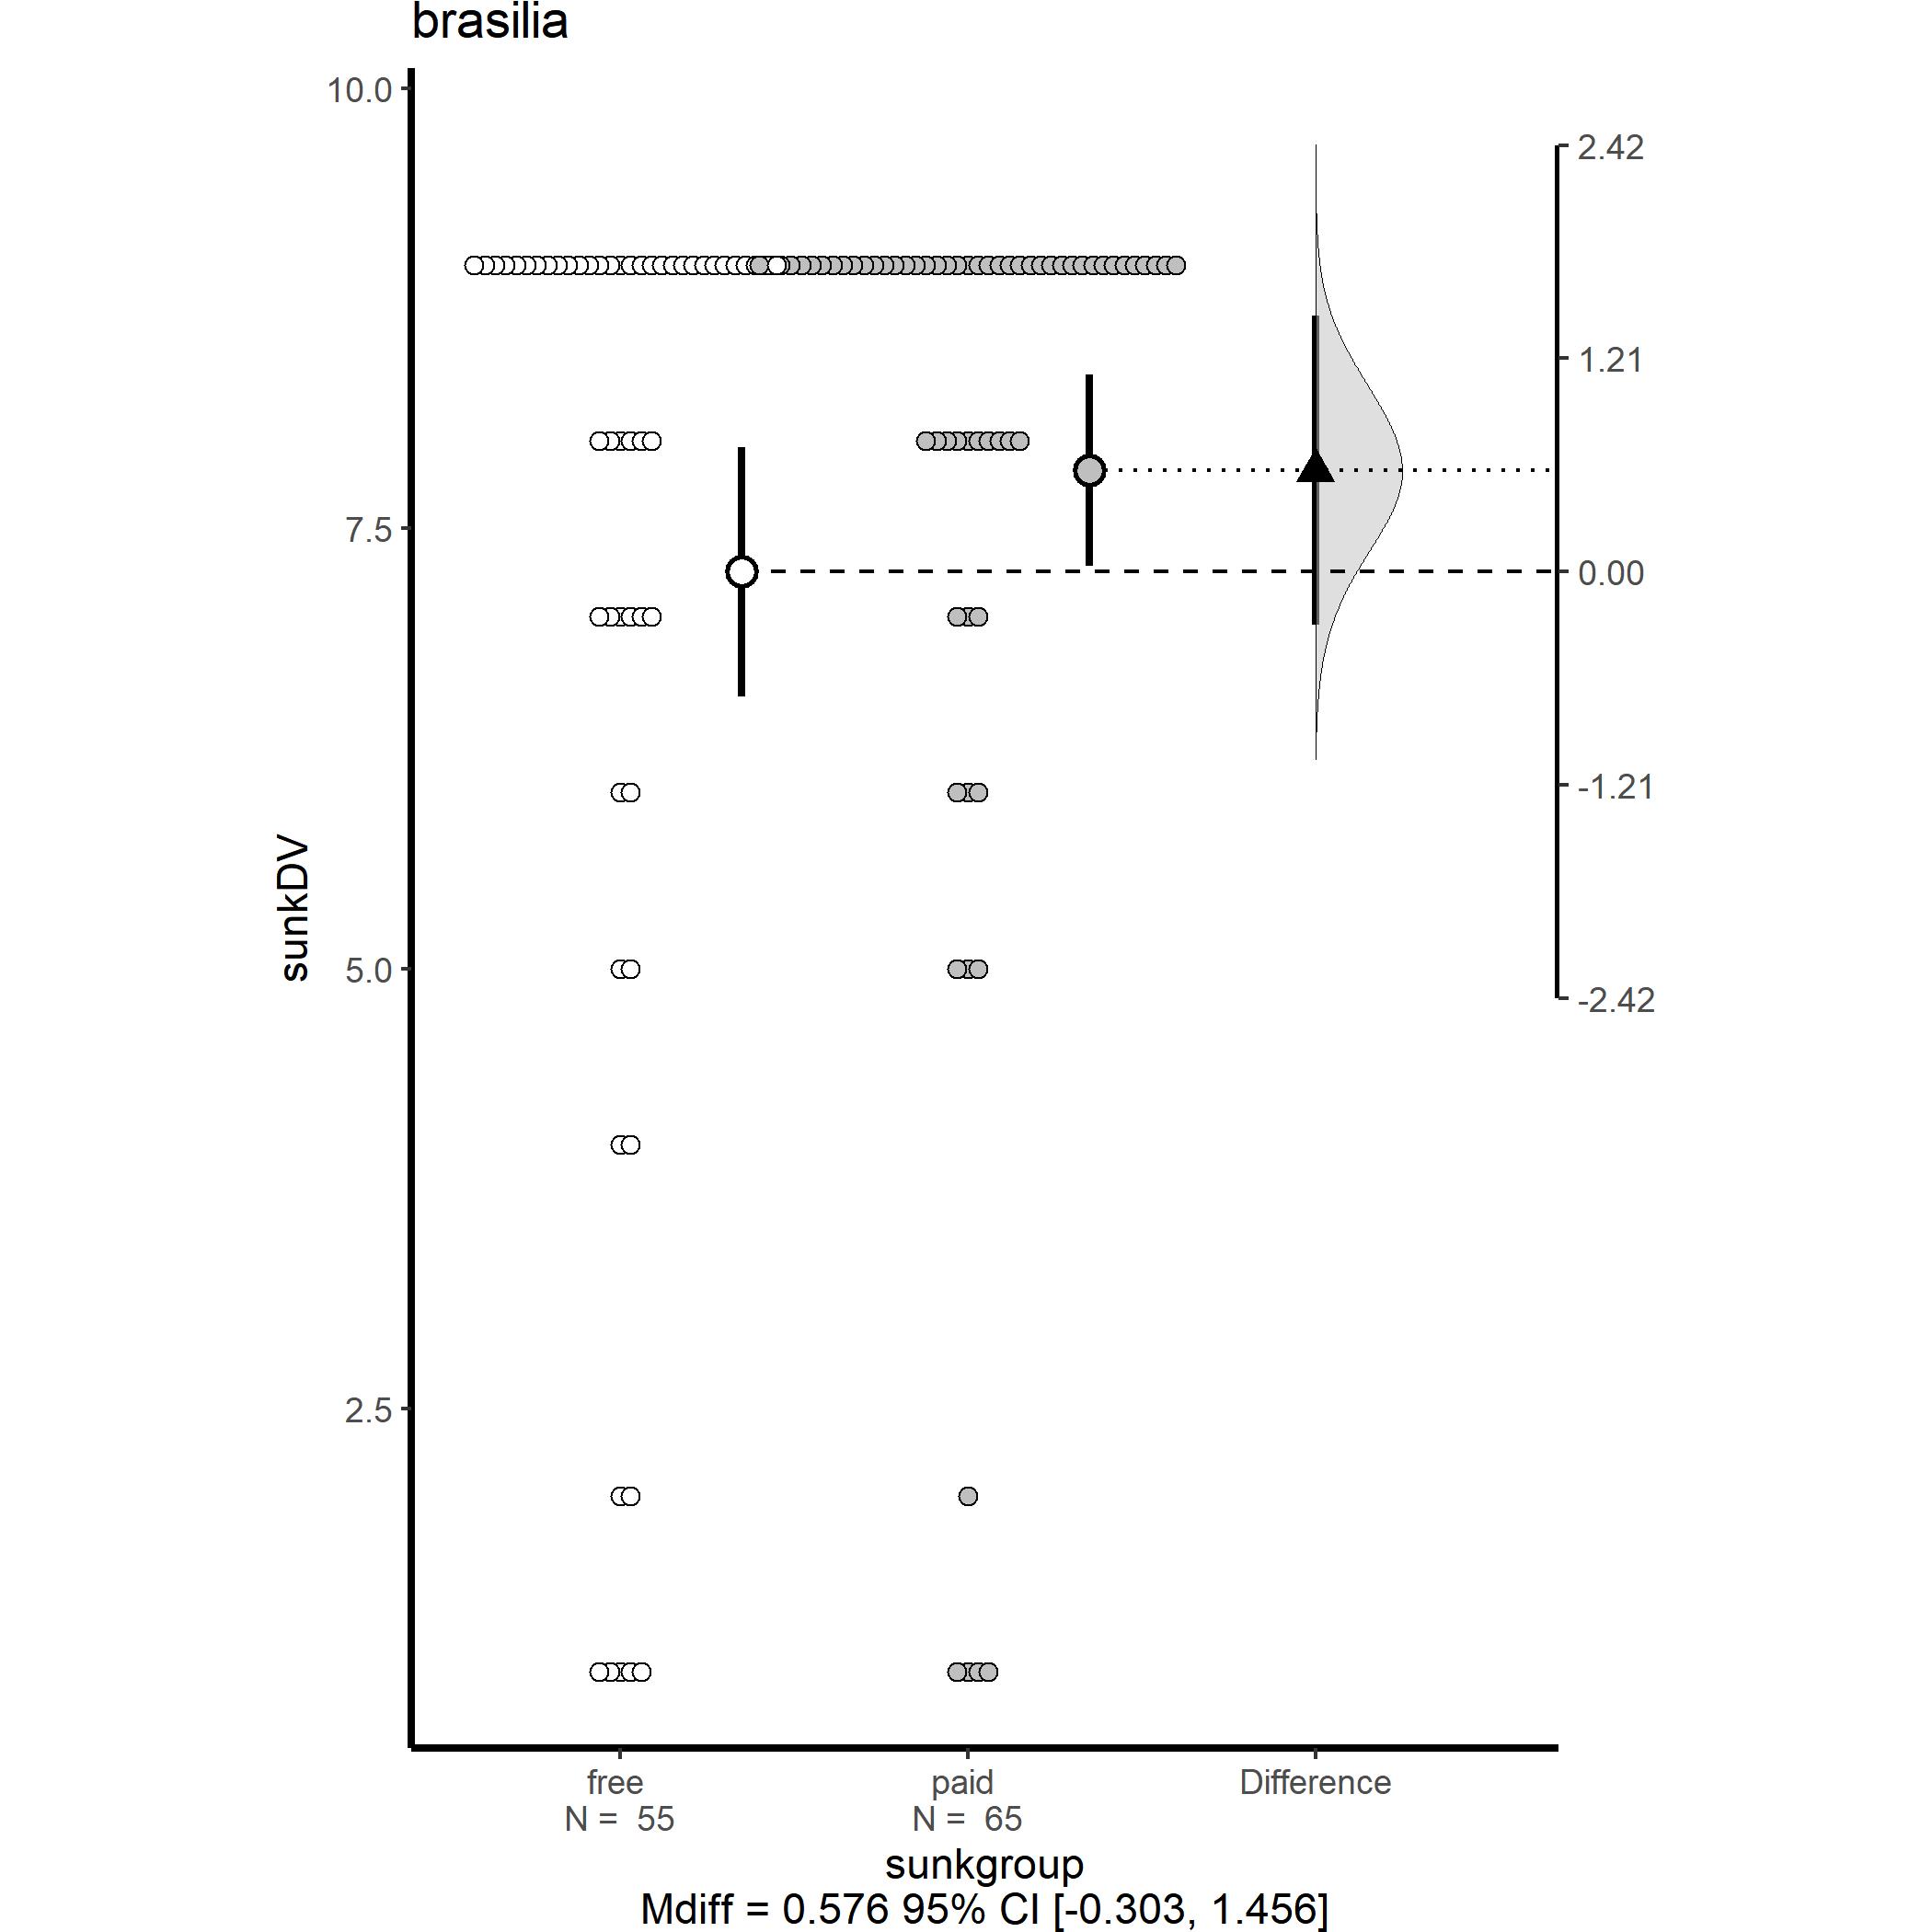 brasilia
10.0
7.5
5.0
2.5
sunkDV
2.42
1.21
0.00
-1.21
-2.42
free
N =  55
paid
N =  65
Difference
sunkgroup
Mdiff = 0.576 95% CI [-0.303, 1.456]